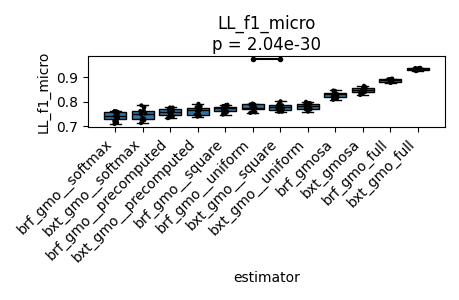 LL_f1_micro
p = 2.04e-30
LL_f1_micro
0.9
0.8
0.7
brf_gmo__softmax
bxt_gmo__softmax
brf_gmo__precomputed
bxt_gmo__precomputed
brf_gmo__square
brf_gmo__uniform
bxt_gmo__square
bxt_gmo__uniform
brf_gmosa
bxt_gmosa
brf_gmo_full
bxt_gmo_full
estimator